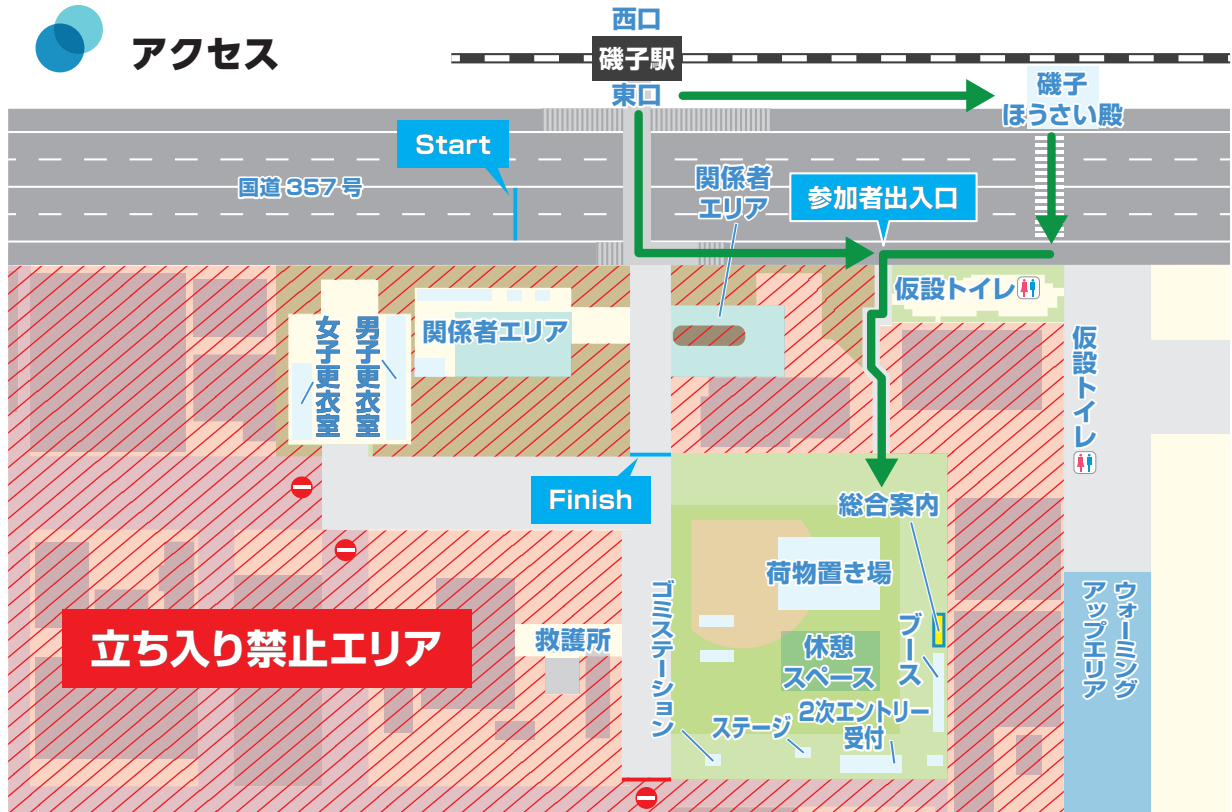 アクセス
西口
磯子駅
東口
磯子
ほうさい殿
Start
国道 357 号
関係者
エリア
参加者出入口
仮設トイレ
女子更衣室
男子更衣室
関係者エリア
仮設トイレ
Finish
総合案内
荷物置き場
ゴミステーション
ウォーミング
アップエリア
立ち入り禁止エリア
救護所
休憩
スペース
ブース
ステージ
2次エントリー
受付